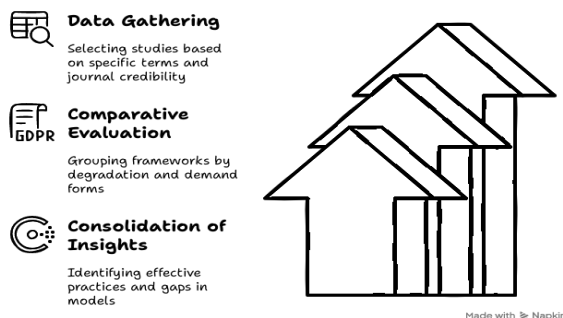 Data Gathering
Selecting studies based
on specific terms and
journal credibility
GDPR
Comparative
Evaluation
Grouping frameworks by
degradation and demand
forms
Consolidation of
Insights
Identifying effective
practices and gaps in
models
Made with Napkin